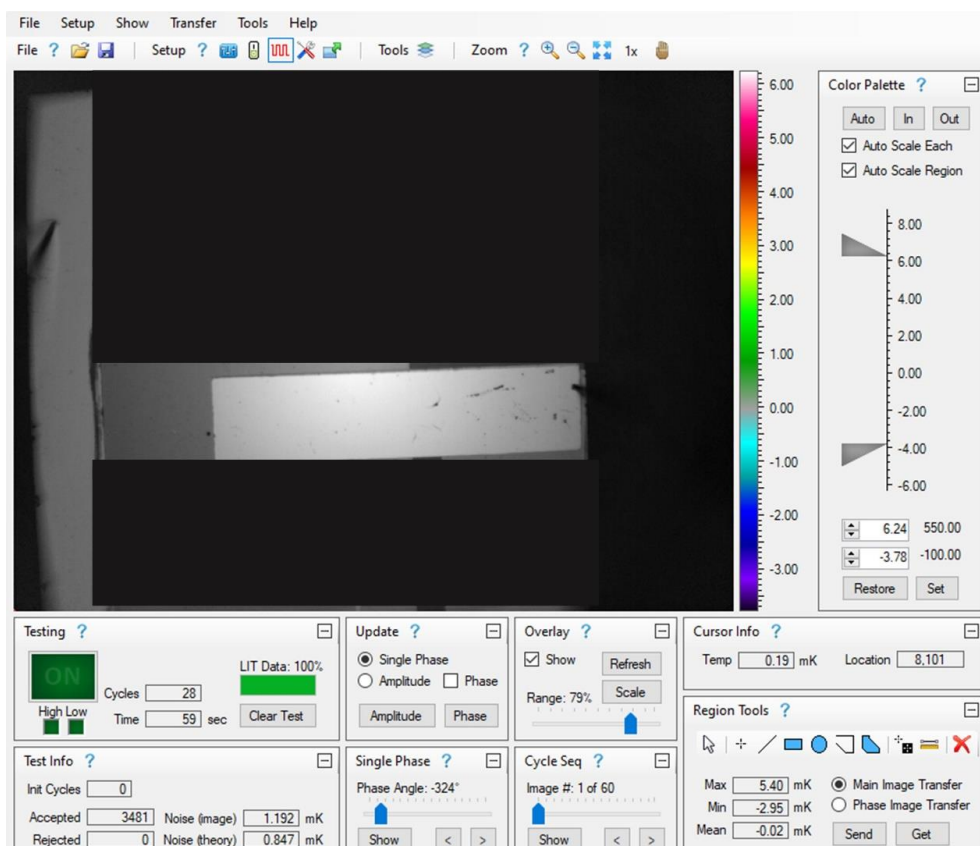 File Setup Show Transfer Tools Help
File ? Setup ? Tools Zoom ? 1x
6.00
5.00
4.00
3.00
2.00
1.00
0.00
-1.00
-2.00
-3.00
Color Palette ?
Auto In Out
Auto Scale Each
Auto Scale Region
8.00
6.00
4.00
2.00
0.00
-2.00
-4.00
-6.00
6.24 550.00
-3.78 -100.00
Restore Set
Testing ?
ON
LIT Data: 100%
Cycles 28
High Low
Time 59 sec
Clear Test
Update ?
Single Phase
Amplitude Phase
Amplitude Phase
Overlay ?
Show Refresh
Range: 79% Scale
Cursor Info ?
Temp 0.19 mK Location 8,101
Region Tools ?
Max 5.40 mK Main Image Transfer
Min -2.95 mK Phase Image Transfer
Mean -0.02 mK Send Get
Test Info ?
Init Cycles 0
Accepted 3481 Noise (image) 1.192 mK
Rejected 0 Noise (theory) 0.847 mK
Single Phase ?
Phase Angle: -324°
Show < >
Cycle Seq ?
Image #: 1 of 60
Show < >